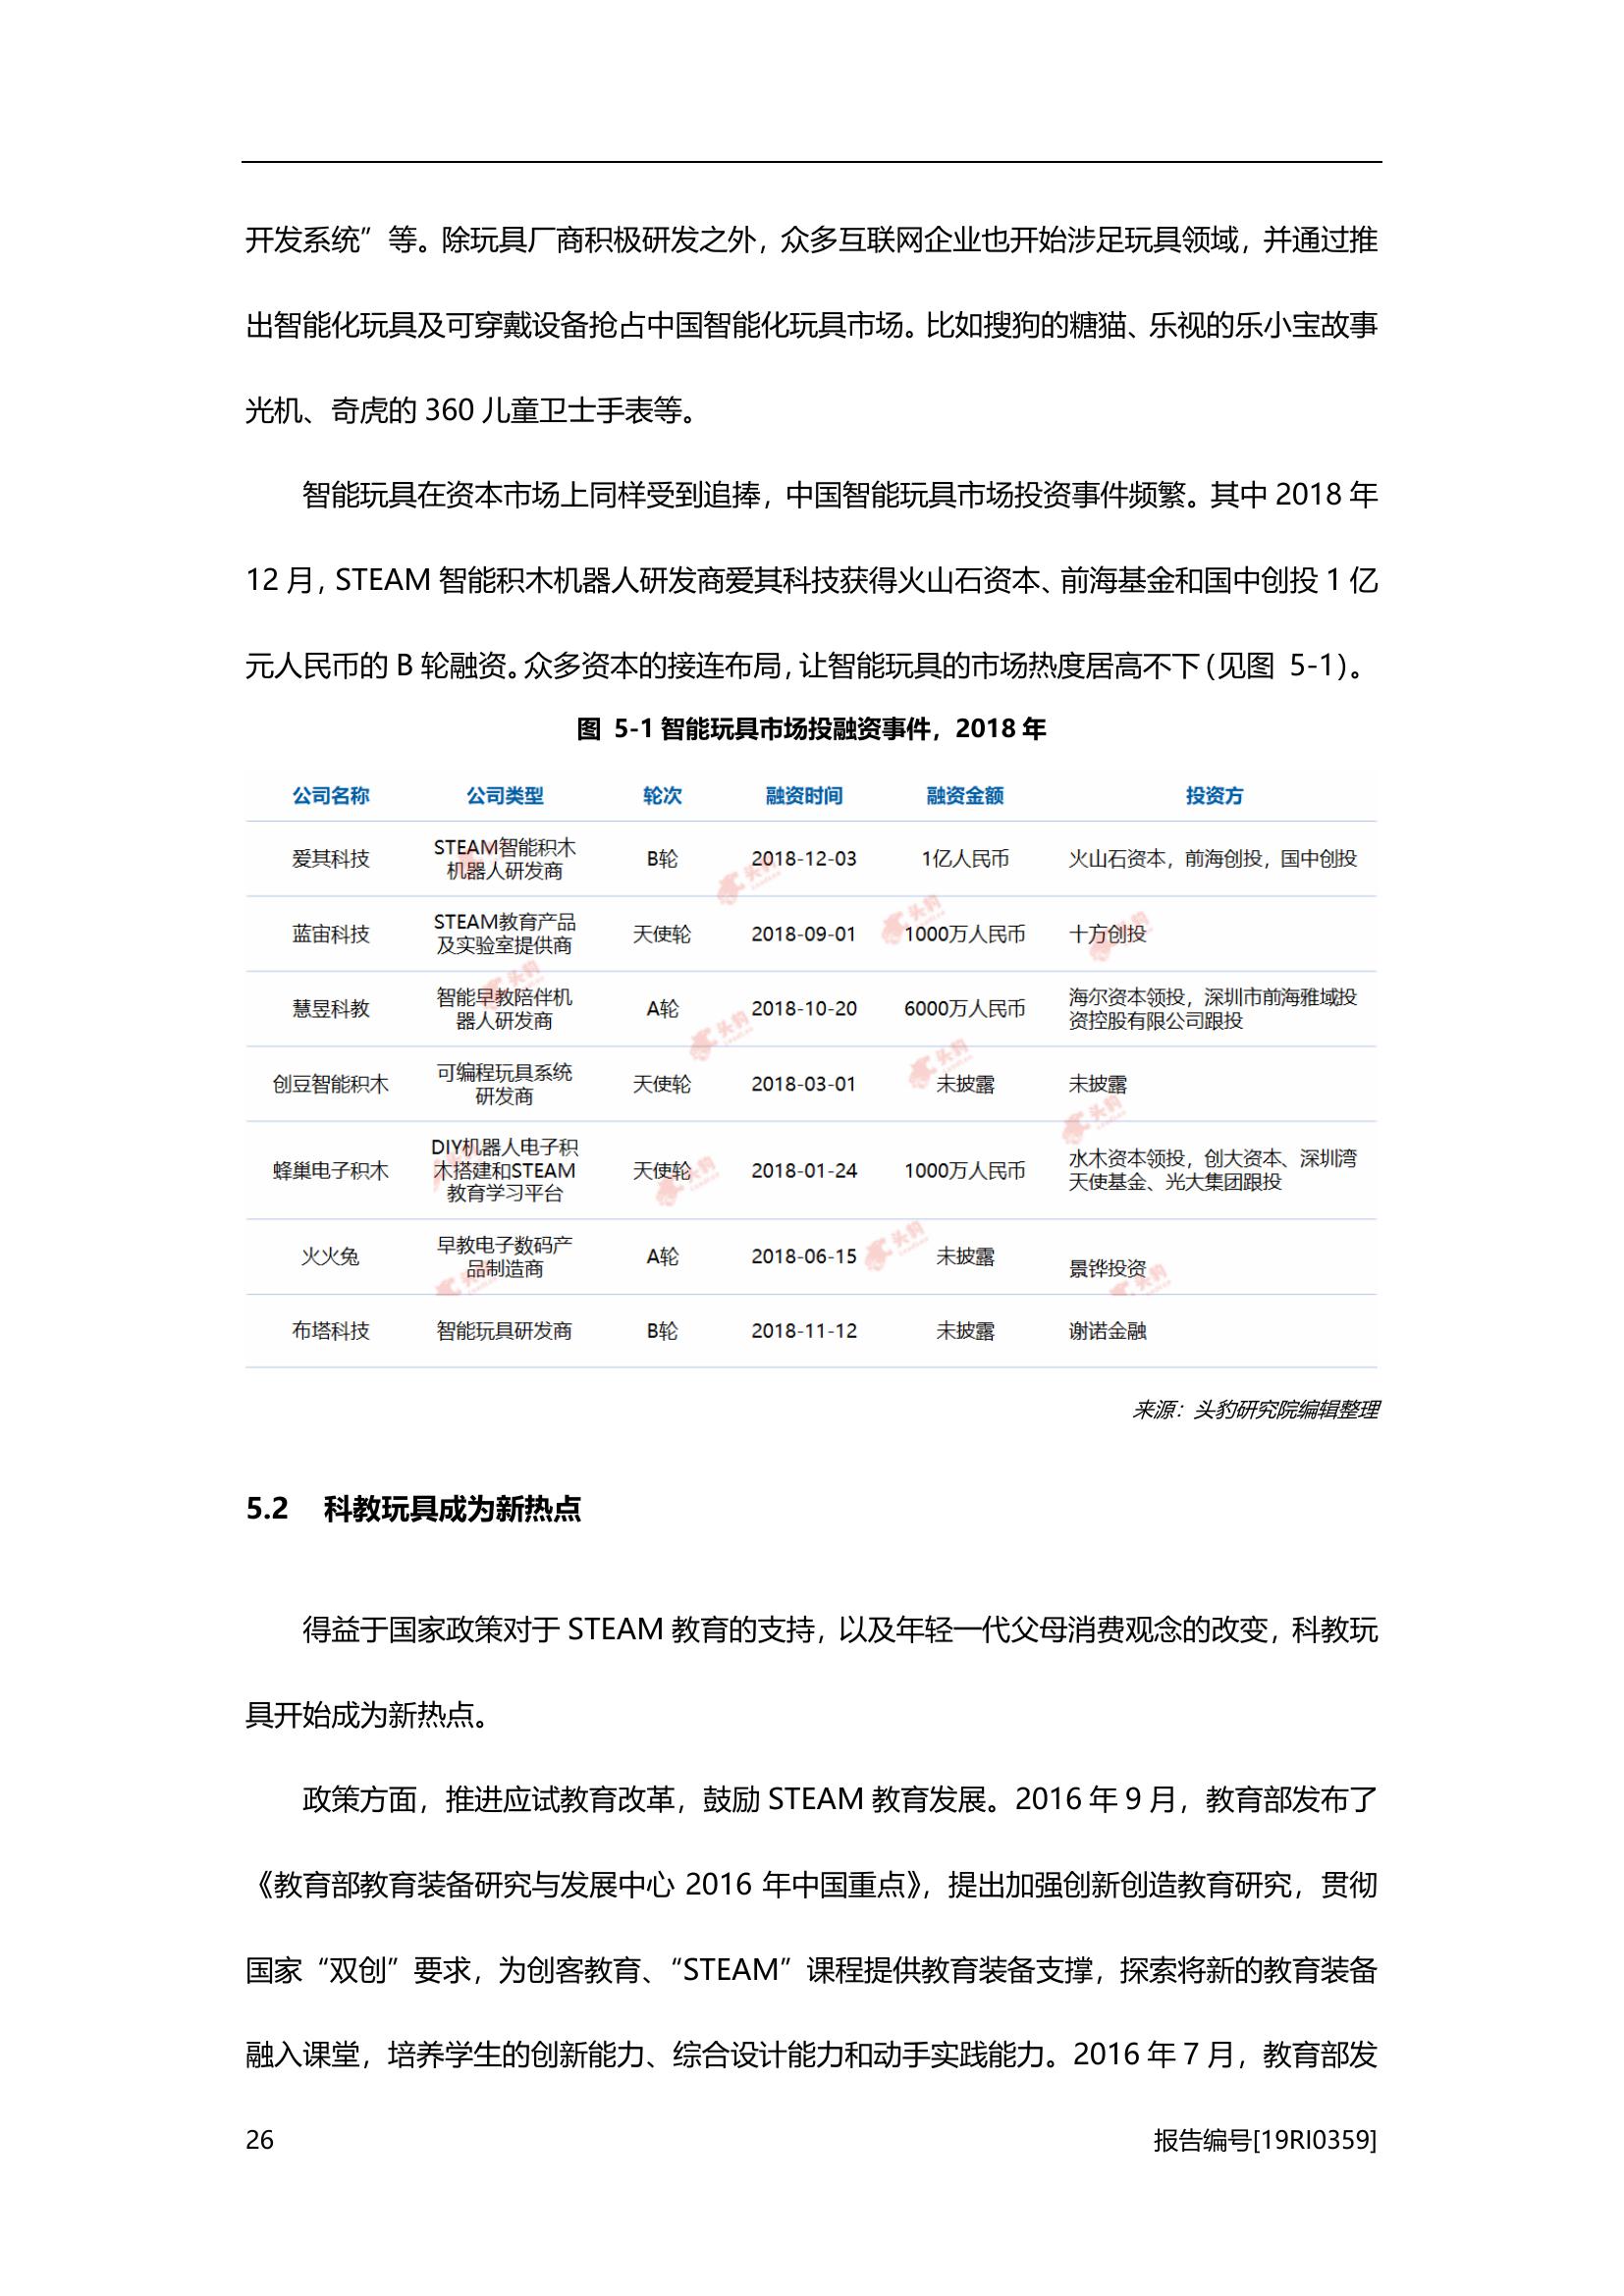 开发系统”等。除玩具厂商积极研发之外，众多互联网企业也开始涉足玩具领域，并通过推
出智能化玩具及可穿戴设备抢占中国智能化玩具市场。比如搜狗的糖猫、乐视的乐小宝故事
光机、奇虎的 360 儿童卫士手表等。
智能玩具在资本市场上同样受到追捧，中国智能玩具市场投资事件频繁。其中 2018 年
12 月，STEAM 智能积木机器人研发商爱其科技获得火山石资本、前海基金和国中创投 1 亿
元人民币的 B 轮融资。众多资本的接连布局，让智能玩具的市场热度居高不下（见图 5-1）。
图 5-1 智能玩具市场投融资事件，2018 年
公司名称 公司类型 轮次 融资时间 融资金额 投资方
爱其科技 STEAM智能积木 B轮 2018-12-03 1亿人民币 火山石资本，前海创投，国中创投
机器人研发商
蓝宙科技 STEAM教育产品 天使轮 2018-09-01 1000万人民币 十方创投
及实验室提供商
慧昱科教 智能早教陪伴机 A轮 2018-10-20 6000万人民币 海尔资本领投，深圳市前海雅域投
器人研发商 资控股有限公司跟投
创豆智能积木 可编程玩具系统 天使轮 2018-03-01 未披露 未披露
研发商
蜂巢电子积木 DIY机器人电子积 天使轮 2018-01-24 1000万人民币 水木资本领投，创大资本、深圳湾
木搭建和STEAM 天使基金、光大集团跟投
教育学习平台
火火兔 早教电子数码产 A轮 2018-06-15 未披露 景铧投资
品制造商
布塔科技 智能玩具研发商 B轮 2018-11-12 未披露 谢诺金融
来源：头豹研究院编辑整理
5.2 科教玩具成为新热点
得益于国家政策对于 STEAM 教育的支持，以及年轻一代父母消费观念的改变，科教玩
具开始成为新热点。
政策方面，推进应试教育改革，鼓励 STEAM 教育发展。2016 年 9 月，教育部发布了
《教育部教育装备研究与发展中心 2016 年中国重点》，提出加强创新创造教育研究，贯彻
国家“双创”要求，为创客教育、“STEAM”课程提供教育装备支撑，探索将新的教育装备
融入课堂，培养学生的创新能力、综合设计能力和动手实践能力。2016 年 7 月，教育部发
26 报告编号[19RI0359]